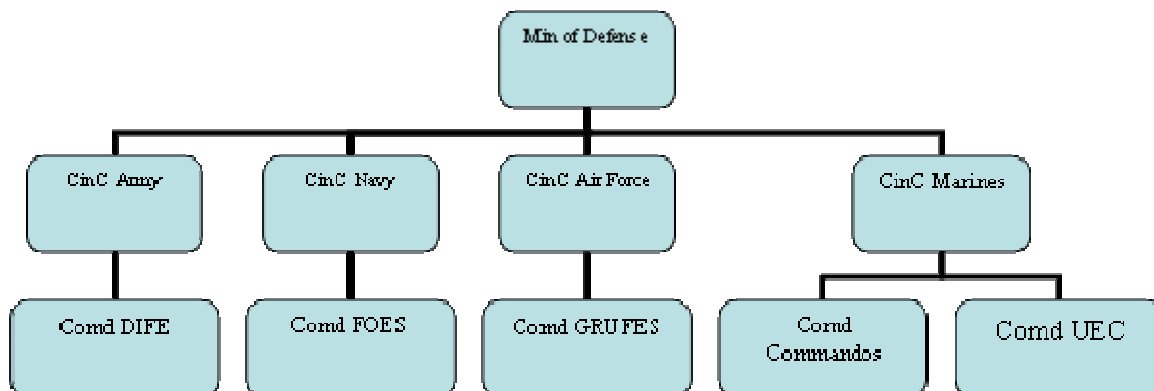 Min of Defense
CinC Army
CinC Navy
CinC Air Force
CinC Marines
Comd DIFE
Comd FOES
Comd GRUFES
Comd
Commandos
Comd UEC